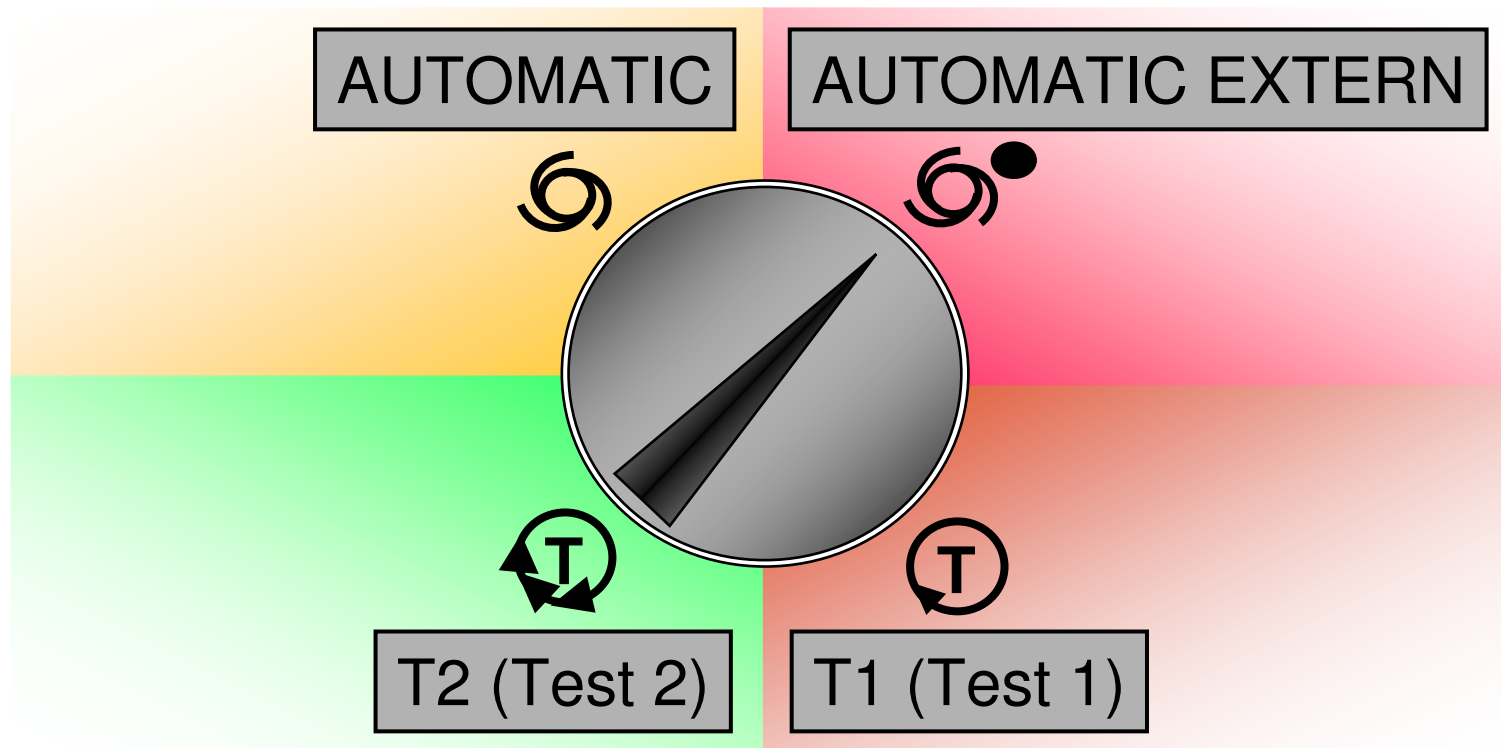 AUTOMATIC
AUTOMATIC EXTERN
T
T
T2 (Test 2)
T1 (Test 1)